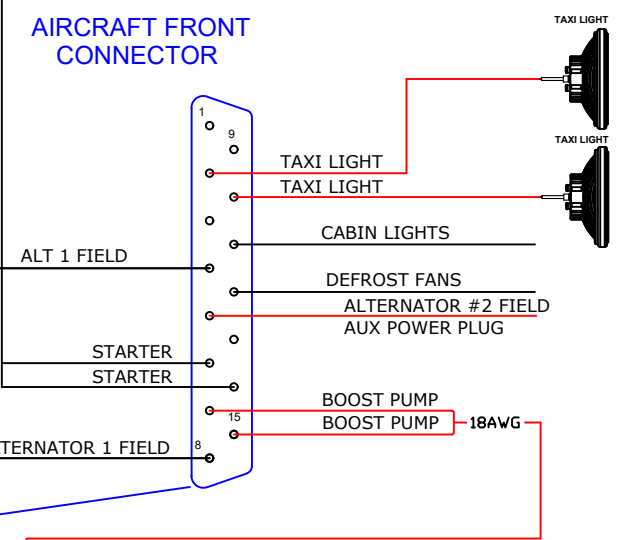 TAXI LIGHT
AIRCRAFT FRONT
CONNECTOR
1
9
TAXI LIGHT
TAXI LIGHT
TAXI LIGHT
CABIN LIGHTS
ALT 1 FIELD
DEFROST FANS
ALTERNATOR #2 FIELD
AUX POWER PLUG
STARTER
STARTER
BOOST PUMP
15
BOOST PUMP
18AWG
TERNATOR 1 FIELD
8